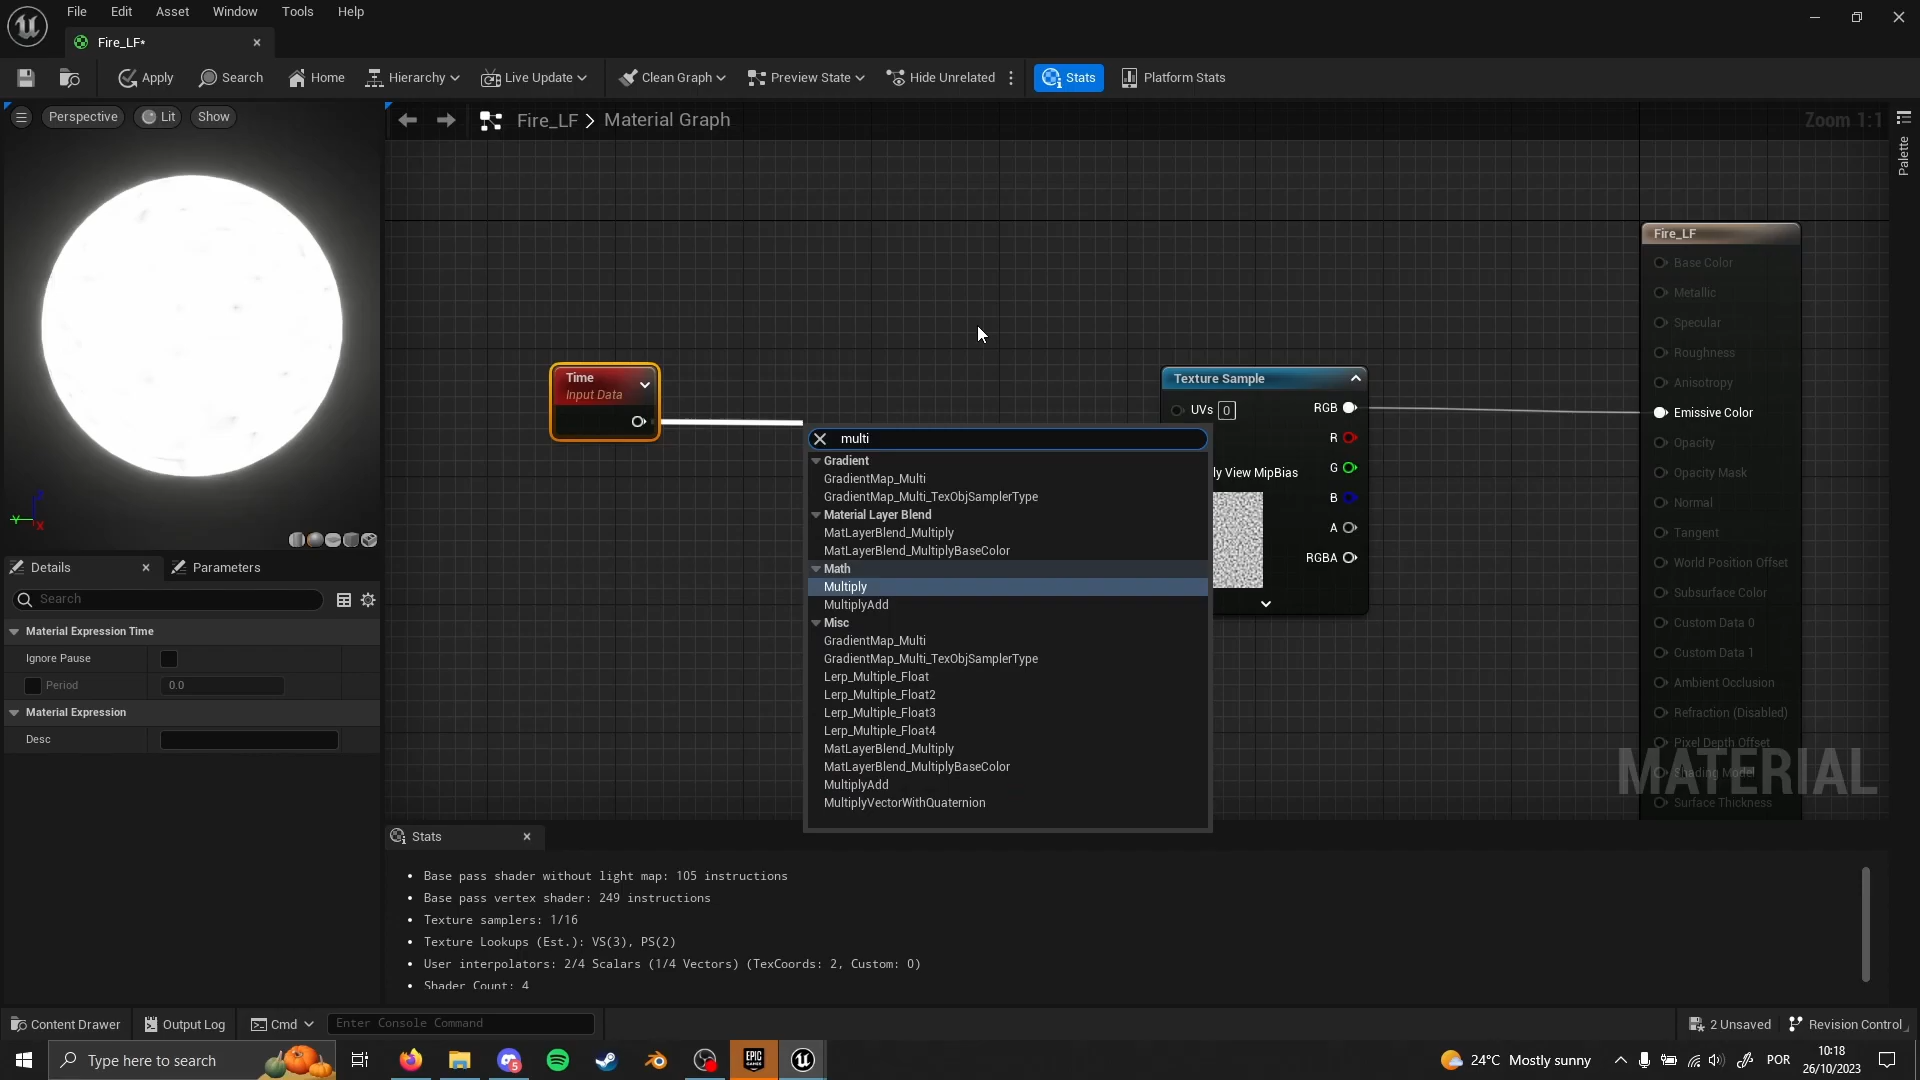 File Edit Asset Window Tools Help
Fire_LF*
Apply Search Home Hierarchy Live Update Clean Graph Preview State Hide Unrelated Stats Platform Stats
Perspective Lit Show
Fire_LF > Material Graph
Zoom 1:1
Palette
Fire_LF
Base Color
Metallic
Specular
Roughness
Anisotropy
Emissive Color
Opacity
Opacity Mask
Normal
Tangent
World Position Offset
Subsurface Color
Custom Data 0
Custom Data 1
Ambient Occlusion
Refraction (Disabled)
Pixel Depth Offset
Shading Model
Surface Thickness
MATERIAL
Time
Input Data
Texture Sample
UVs 0 RGB
R
ly View MipBias G
B
A
RGBA
multi
Gradient
GradientMap_Multi
GradientMap_Multi_TexObjSamplerType
Material Layer Blend
MatLayerBlend_Multiply
MatLayerBlend_MultiplyBaseColor
Math
Multiply
MultiplyAdd
Misc
GradientMap_Multi
GradientMap_Multi_TexObjSamplerType
Lerp_Multiple_Float
Lerp_Multiple_Float2
Lerp_Multiple_Float3
Lerp_Multiple_Float4
MatLayerBlend_Multiply
MatLayerBlend_MultiplyBaseColor
MultiplyAdd
MultiplyVectorWithQuaternion
Y
X
Details Parameters
Search
Material Expression Time
Ignore Pause
Period 0.0
Material Expression
Desc
Stats
• Base pass shader without light map: 105 instructions
• Base pass vertex shader: 249 instructions
• Texture samplers: 1/16
• Texture Lookups (Est.): VS(3), PS(2)
• User interpolators: 2/4 Scalars (1/4 Vectors) (TexCoords: 2, Custom: 0)
• Shader Count: 4
Content Drawer Output Log Cmd Enter Console Command 2 Unsaved Revision Control
Type here to search
5
EPIC GAMES
24°C Mostly sunny POR
10:18
26/10/2023